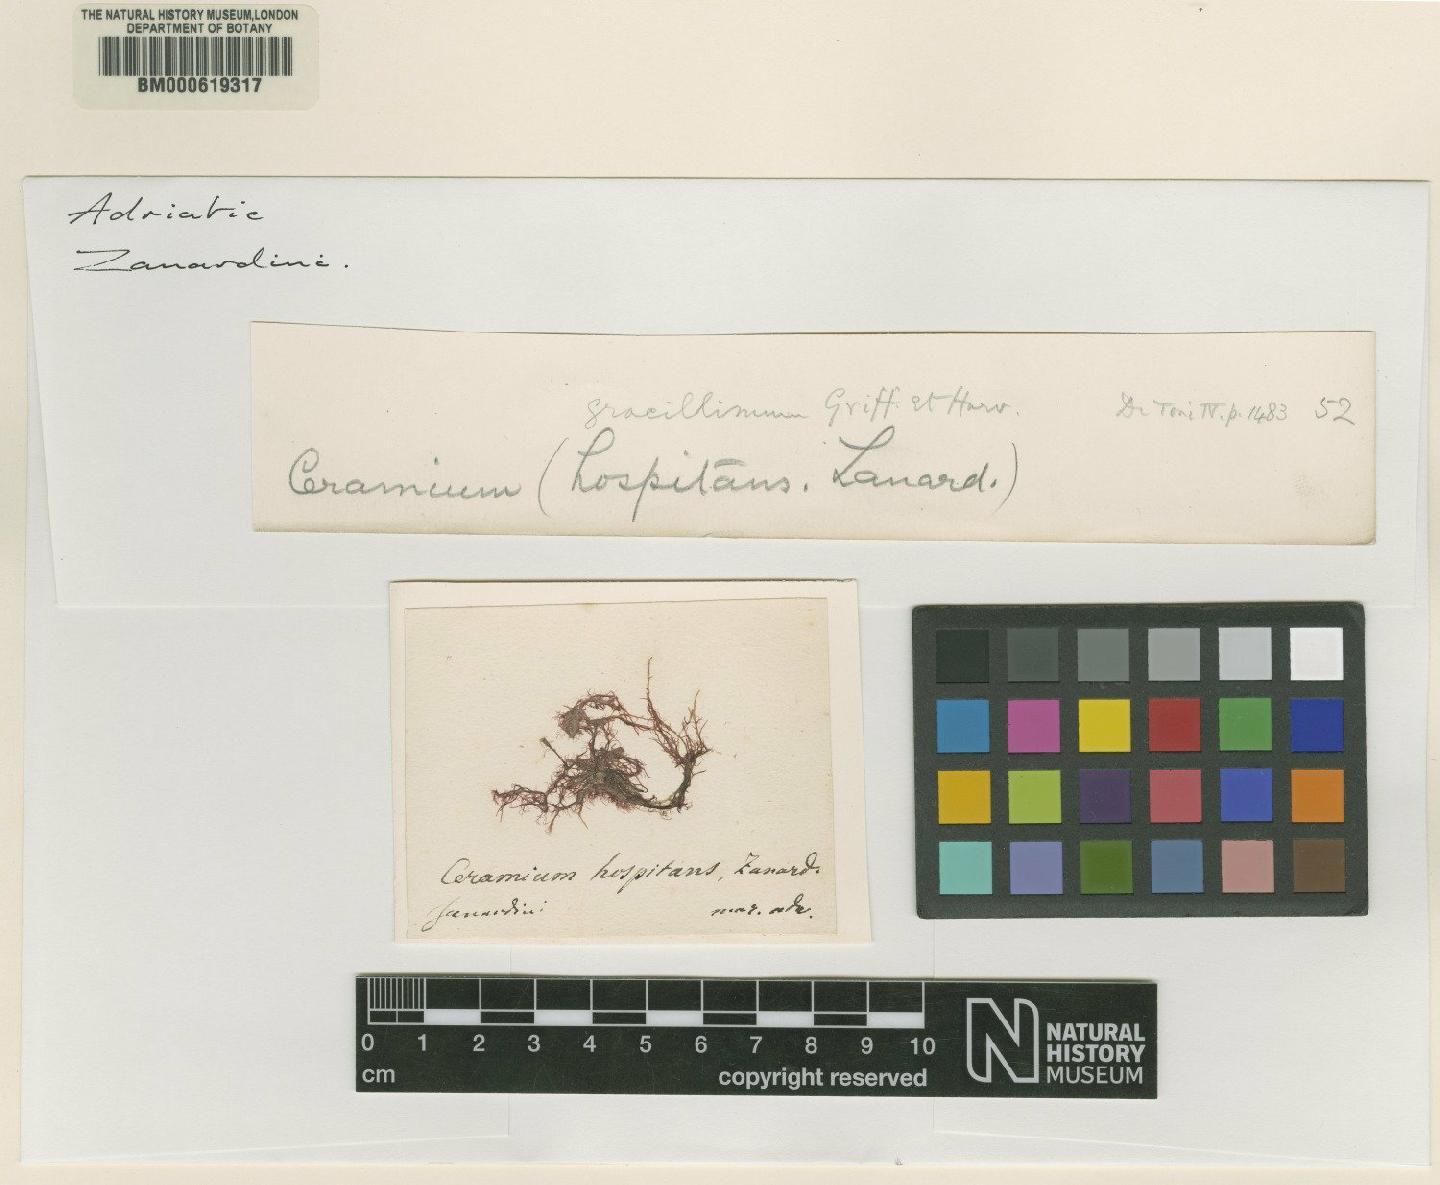 THE NATURAL HISTORY MUSEUM, LONDON
DEPARTMENT OF BOTANY
BM000619317
Adriatic
Zanardini.
gracillimum Griff. et Harv. De Toni IV. p. 1483 52
Ceramium (hospitans. Zanard.)
Ceramium hospitans, Zanard.
Zanardini mar. adr.
0 1 2 3 4 5 6 7 8 9 10
cm copyright reserved
NATURAL
HISTORY
MUSEUM